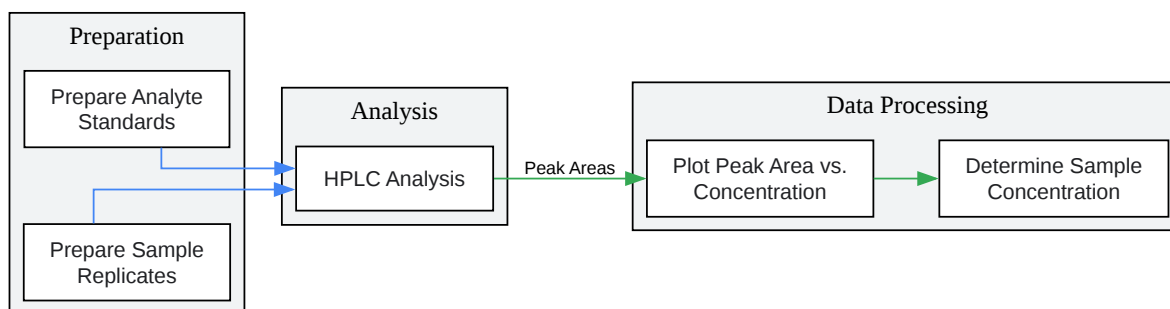 Preparation
Prepare Analyte
Standards
Prepare Sample
Replicates
Analysis
HPLC Analysis
Peak Areas
Data Processing
Plot Peak Area vs.
Concentration
Determine Sample
Concentration